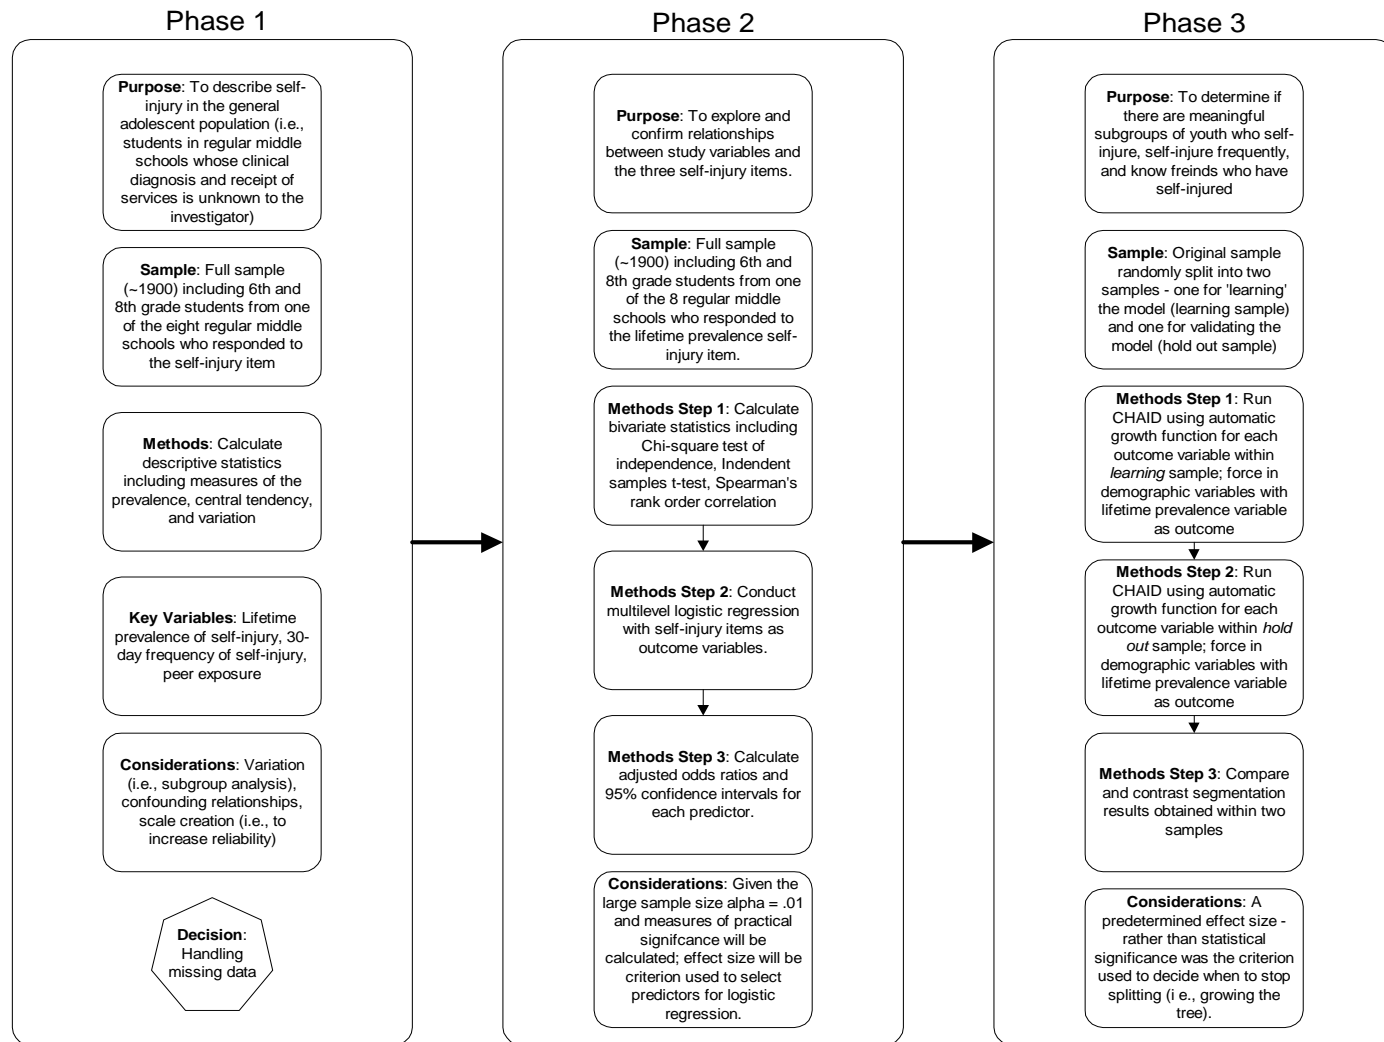 Phase 1
Purpose: To describe self-
injury in the general
adolescent population (i.e.,
students in regular middle
schools whose clinical
diagnosis and receipt of
services is unknown to the
investigator)
Sample: Full sample
(~1900) including 6th and
8th grade students from one
of the eight regular middle
schools who responded to
the self-injury item
Methods: Calculate
descriptive statistics
including measures of the
prevalence, central tendency,
and variation
Key Variables: Lifetime
prevalence of self-injury, 30-
day frequency of self-injury,
peer exposure
Considerations: Variation
(i.e., subgroup analysis),
confounding relationships,
scale creation (i.e., to
increase reliability)
Decision:
Handling
missing data
Phase 2
Purpose: To explore and
confirm relationships
between study variables and
the three self-injury items.
Sample: Full sample
(~1900) including 6th and
8th grade students from one
of the 8 regular middle
schools who responded to
the lifetime prevalence self-
injury item.
Methods Step 1: Calculate
bivariate statistics including
Chi-square test of
independence, Indendent
samples t-test, Spearman's
rank order correlation
Methods Step 2: Conduct
multilevel logistic regression
with self-injury items as
outcome variables.
Methods Step 3: Calculate
adjusted odds ratios and
95% confidence intervals for
each predictor.
Considerations: Given the
large sample size alpha = .01
and measures of practical
signifcance will be
calculated; effect size will be
criterion used to select
predictors for logistic
regression.
Phase 3
Purpose: To determine if
there are meaningful
subgroups of youth who self-
injure, self-injure frequently,
and know freinds who have
self-injured
Sample: Original sample
randomly split into two
samples - one for 'learning'
the model (learning sample)
and one for validating the
model (hold out sample)
Methods Step 1: Run
CHAID using automatic
growth function for each
outcome variable within
learning sample; force in
demographic variables with
lifetime prevalence variable
as outcome
Methods Step 2: Run
CHAID using automatic
growth function for each
outcome variable within hold
out sample; force in
demographic variables with
lifetime prevalence variable
as outcome
Methods Step 3: Compare
and contrast segmentation
results obtained within two
samples
Considerations: A
predetermined effect size -
rather than statistical
significance was the criterion
used to decide when to stop
splitting (i e., growing the
tree).